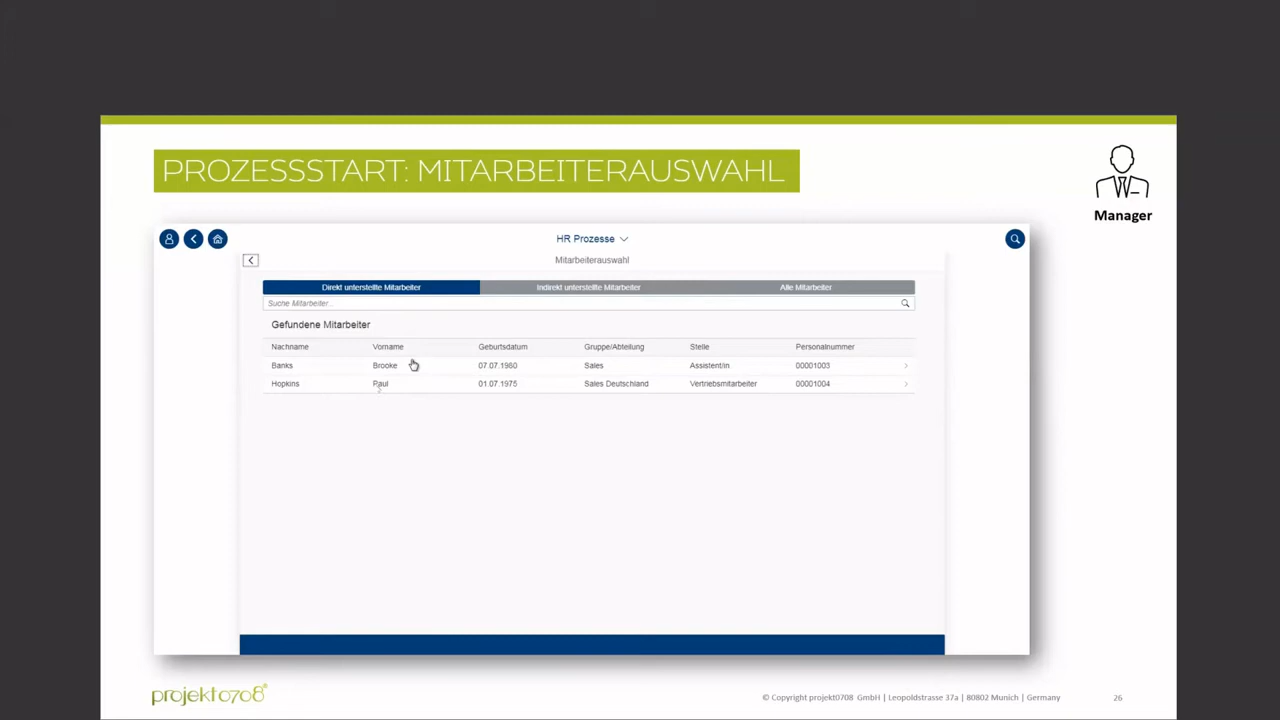 PROZESSSTART: MITARBEITERAUSWAHL
Manager
HR Prozesse
Mitarbeiterauswahl
Direkt unterstellte Mitarbeiter Indirekt unterstellte Mitarbeiter Alle Mitarbeiter
Suche Mitarbeiter...
Gefundene Mitarbeiter
Nachname Vorname Geburtsdatum Gruppe/Abteilung Stelle Personalnummer
Banks Brooke 07.07.1980 Sales Assistent/in 00001003
Hopkins Paul 01.07.1975 Sales Deutschland Vertriebsmitarbeiter 00001004
projekt0708®
© Copyright projekt0708 GmbH | Leopoldstrasse 37a | 80802 Munich | Germany 26